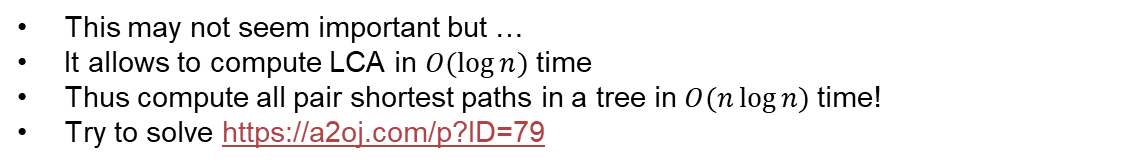 • This may not seem important but …
• It allows to compute LCA in O(log n) time
• Thus compute all pair shortest paths in a tree in O(n log n) time!
• Try to solve https://a2oj.com/p?ID=79